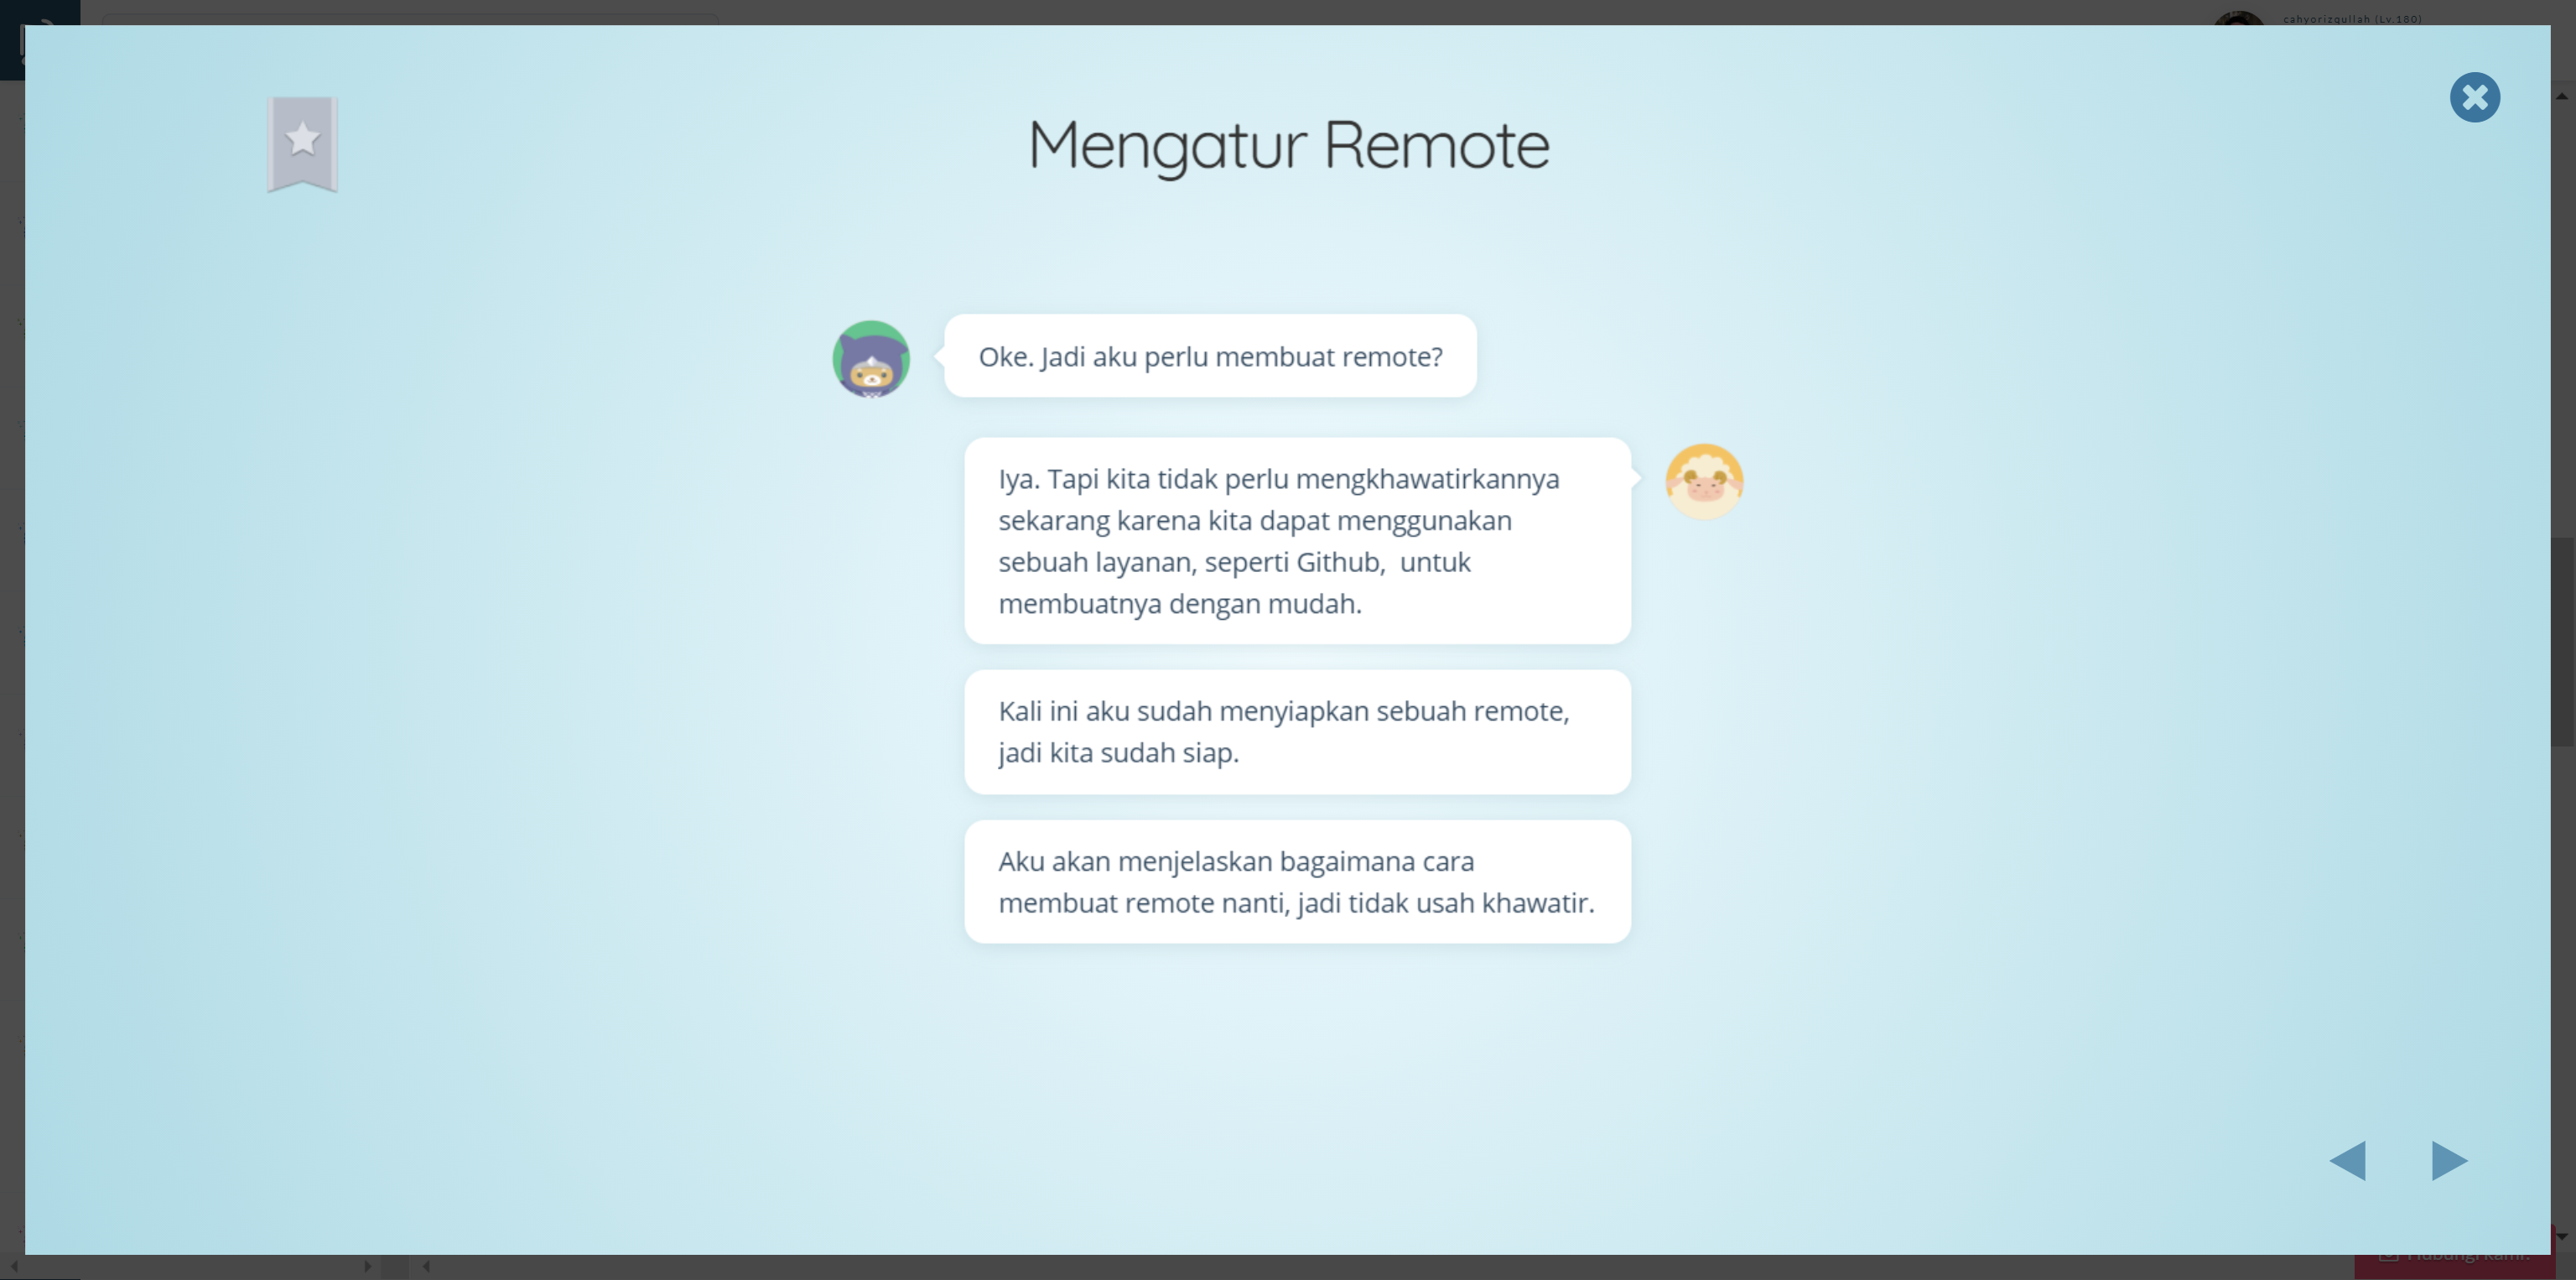 cahyorizqullah (Lv.180)
Mengatur Remote
Oke. Jadi aku perlu membuat remote?
Iya. Tapi kita tidak perlu mengkhawatirkannya
sekarang karena kita dapat menggunakan
sebuah layanan, seperti Github,  untuk
membuatnya dengan mudah.
Kali ini aku sudah menyiapkan sebuah remote,
jadi kita sudah siap.
Aku akan menjelaskan bagaimana cara
membuat remote nanti, jadi tidak usah khawatir.